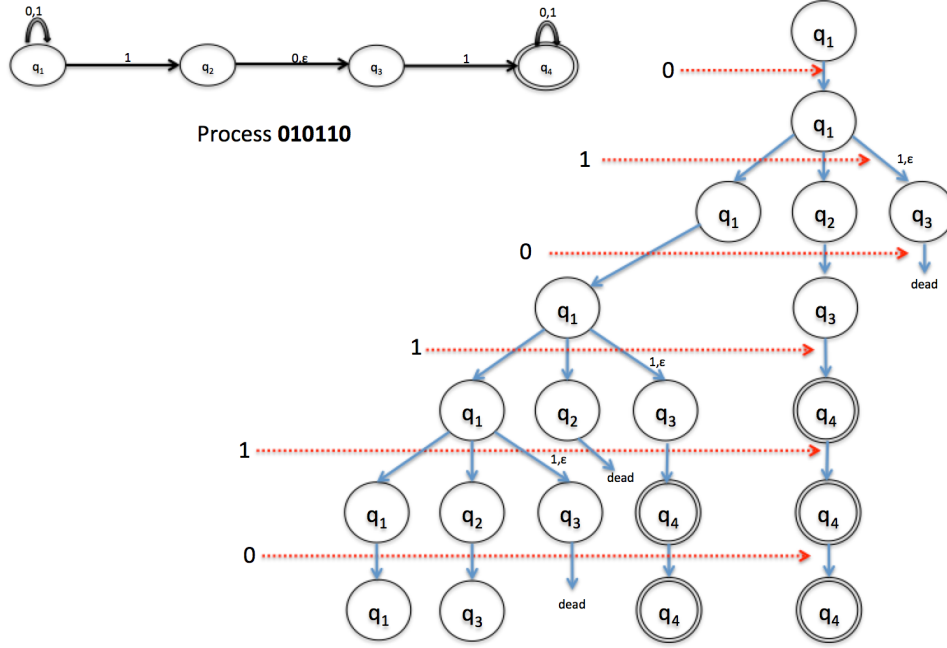 0,1
0,1
q1 1 q2 0,ε q3 1 q4
Process 010110
q1
0
q1
1
1,ε
q1 q2 q3
0
dead
q1 q3
1
1,ε
q1 q2 q3 q4
1
1,ε
dead
q1 q2 q3 q4 q4
0
dead
q1 q3 q4 q4